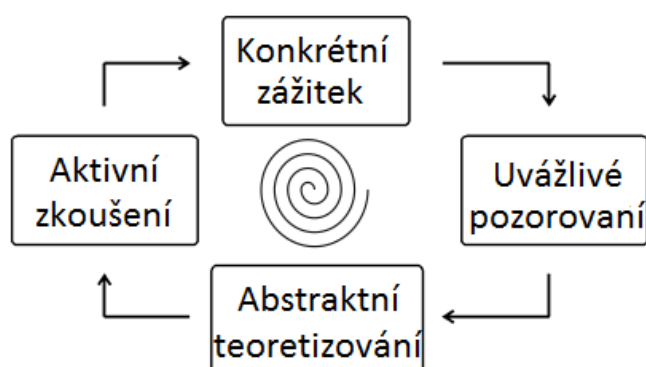 Konkrétní
zážitek
Aktivní
zkoušení
Uvážlivé
pozorovaní
Abstraktní
teoretizování